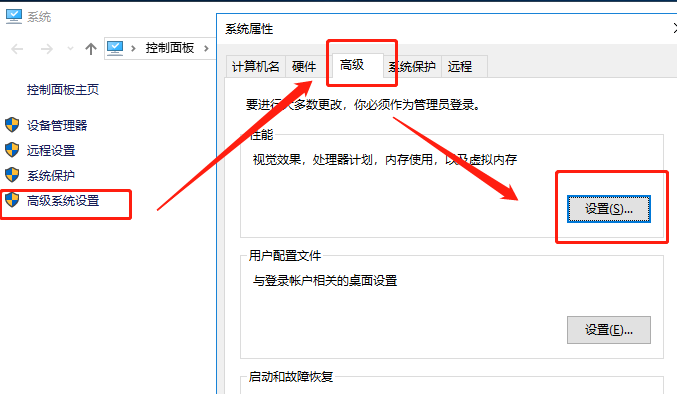 系统
控制面板
控制面板主页
设备管理器
远程设置
系统保护
高级系统设置
系统属性
计算机名 硬件 高级 系统保护 远程
要进行大多数更改，你必须作为管理员登录。
性能
视觉效果，处理器计划，内存使用，以及虚拟内存
设置(S)...
用户配置文件
与登录帐户相关的桌面设置
设置(E)...
启动和故障恢复